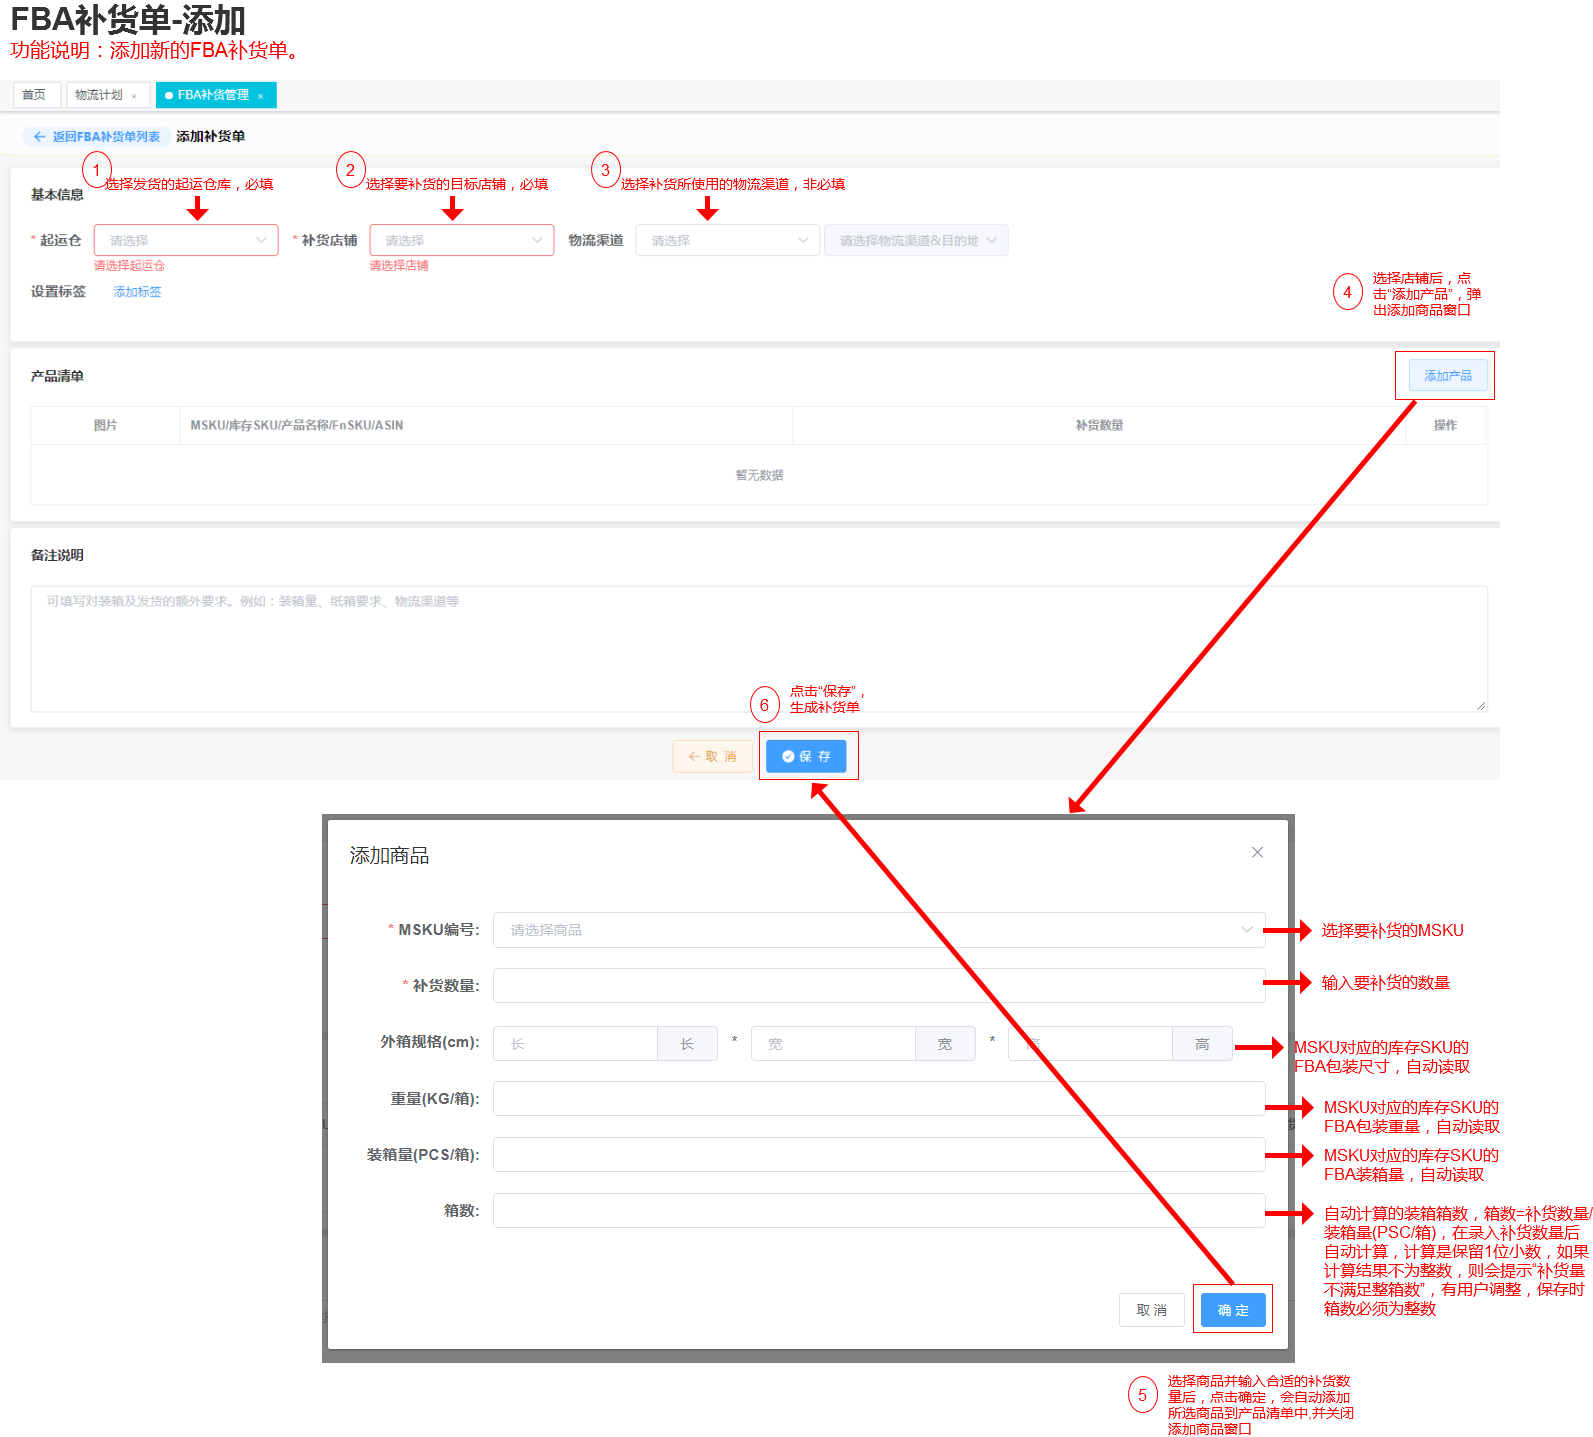 FBA补货单-添加
功能说明：添加新的FBA补货单。
首页
物流计划 ×
FBA补货管理 ×
返回FBA补货单列表 添加补货单
1
选择发货的起运仓库，必填
2
选择要补货的目标店铺，必填
3
选择补货所使用的物流渠道，非必填
基本信息
* 起运仓 请选择
* 补货店铺 请选择
物流渠道 请选择 请选择物流渠道&目的地
请选择起运仓
请选择店铺
设置标签 添加标签
4
选择店铺后，点
击“添加产品”，弹
出添加商品窗口
产品清单
添加产品
图片 MSKU/库存SKU/产品名称/FnSKU/ASIN 补货数量 操作
暂无数据
备注说明
可填写对装箱及发货的额外要求。例如：装箱量、纸箱要求、物流渠道等
6
点击“保存”，
生成补货单
取 消
保 存
添加商品
* MSKU编号: 请选择商品
选择要补货的MSKU
* 补货数量:
输入要补货的数量
外箱规格(cm): 长 长 * 宽 宽 * 高 高
MSKU对应的库存SKU的
FBA包装尺寸，自动读取
重量(KG/箱):
MSKU对应的库存SKU的
FBA包装重量，自动读取
装箱量(PCS/箱):
MSKU对应的库存SKU的
FBA装箱量，自动读取
箱数:
自动计算的装箱箱数，箱数=补货数量/
装箱量(PSC/箱)，在录入补货数量后
自动计算，计算是保留1位小数，如果
计算结果不为整数，则会提示“补货量
不满足整箱数”，有用户调整，保存时
箱数必须为整数
取 消
确 定
5
选择商品并输入合适的补货数
量后，点击确定，会自动添加
所选商品到产品清单中,并关闭
添加商品窗口